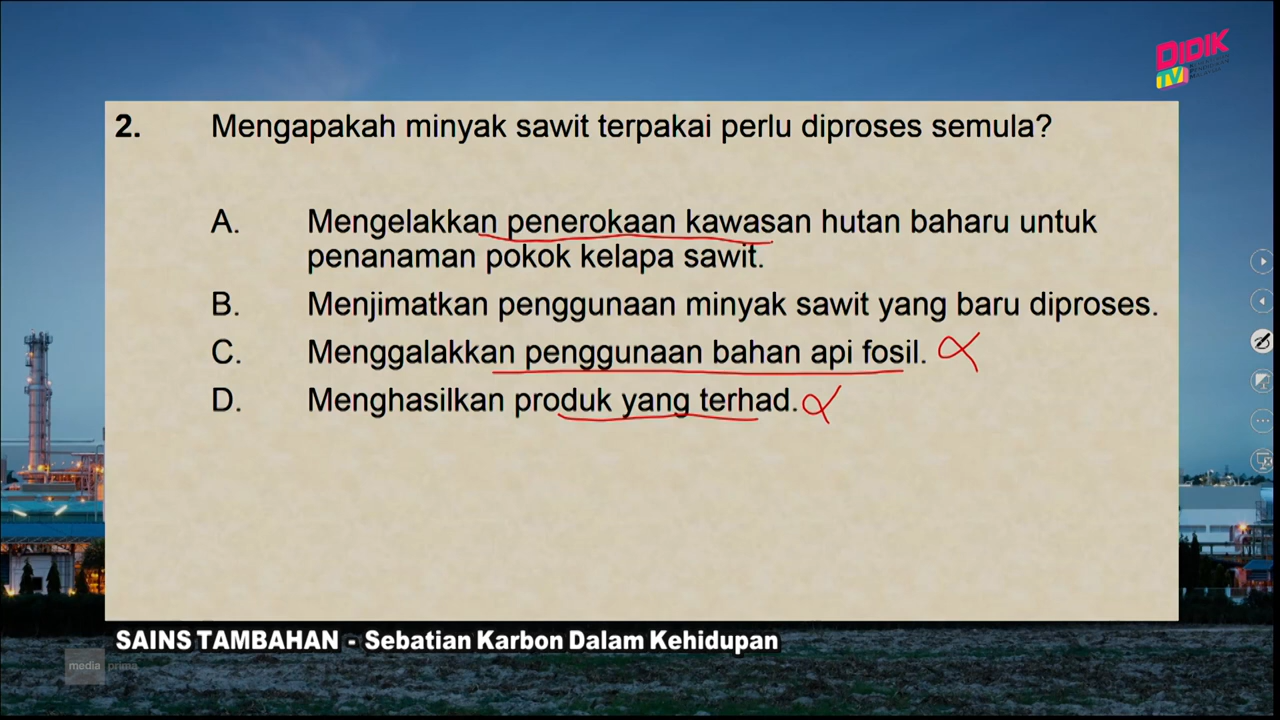 DIDIK
TV
2. Mengapakah minyak sawit terpakai perlu diproses semula?
A. Mengelakkan penerokaan kawasan hutan baharu untuk
penanaman pokok kelapa sawit.
B. Menjimatkan penggunaan minyak sawit yang baru diproses.
C. Menggalakkan penggunaan bahan api fosil.
D. Menghasilkan produk yang terhad.
SAINS TAMBAHAN - Sebatian Karbon Dalam Kehidupan
media prima